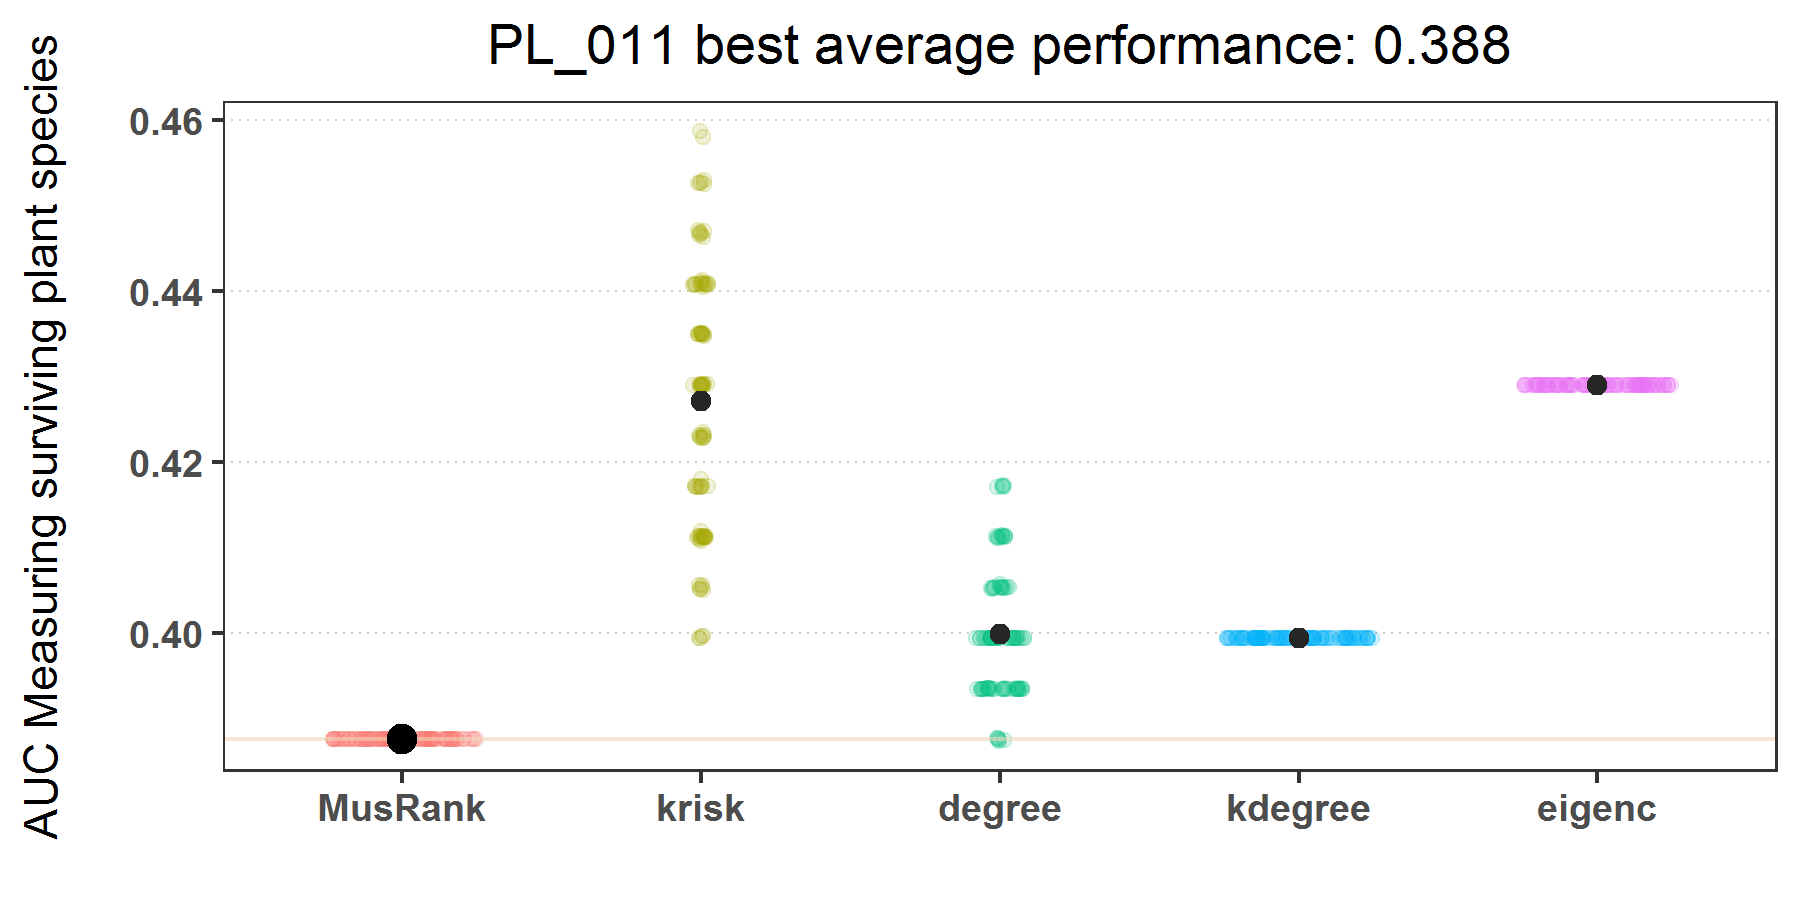 PL_011 best average performance: 0.388
AUC Measuring surviving plant species
0.46
0.44
0.42
0.40
MusRank krisk degree kdegree eigenc